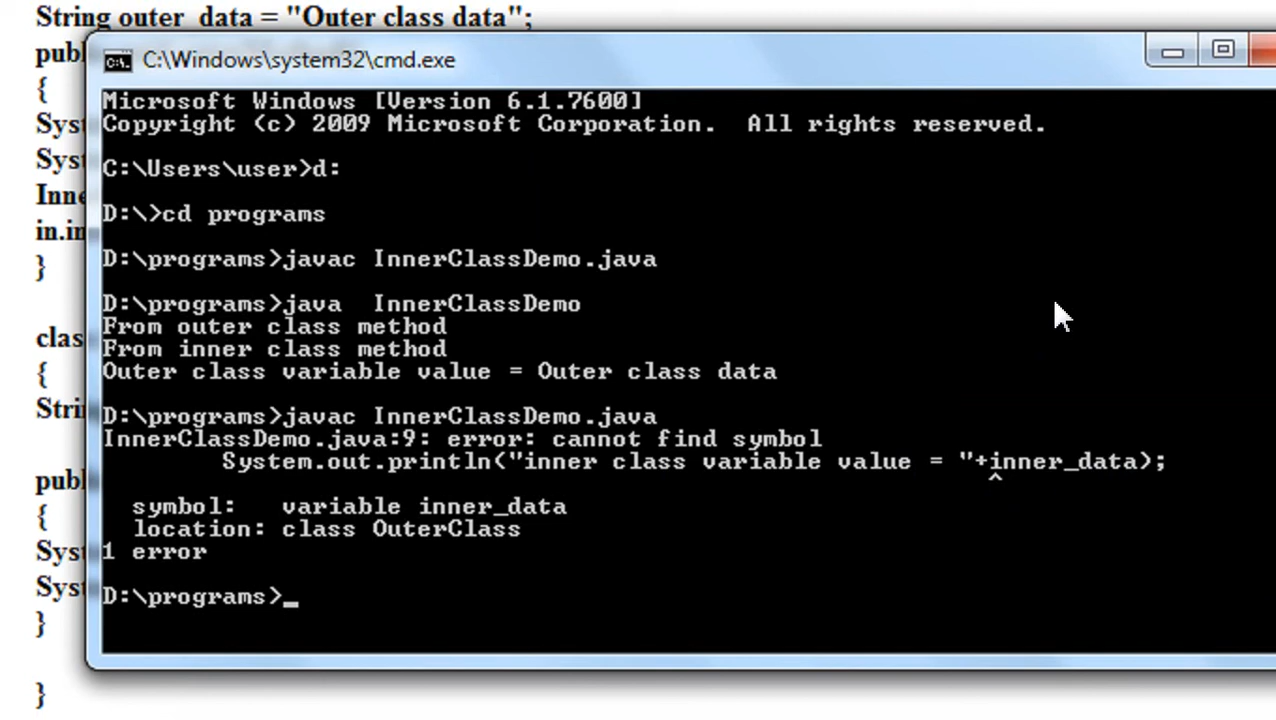 String outer_data = "Outer class data";
publ
{
Syst
Syst
Inne
in.in
}
clas
{
Stri
publ
{
Syst
Syst
}
}
C:\Windows\system32\cmd.exe
Microsoft Windows [Version 6.1.7600]
Copyright (c) 2009 Microsoft Corporation.  All rights reserved.
C:\Users\user>d:
D:\>cd programs
D:\programs>javac InnerClassDemo.java
D:\programs>java  InnerClassDemo
From outer class method
From inner class method
Outer class variable value = Outer class data
D:\programs>javac InnerClassDemo.java
InnerClassDemo.java:9: error: cannot find symbol
        System.out.println("inner class variable value = "+inner_data);
                                                           ^
  symbol:   variable inner_data
  location: class OuterClass
1 error
D:\programs>_